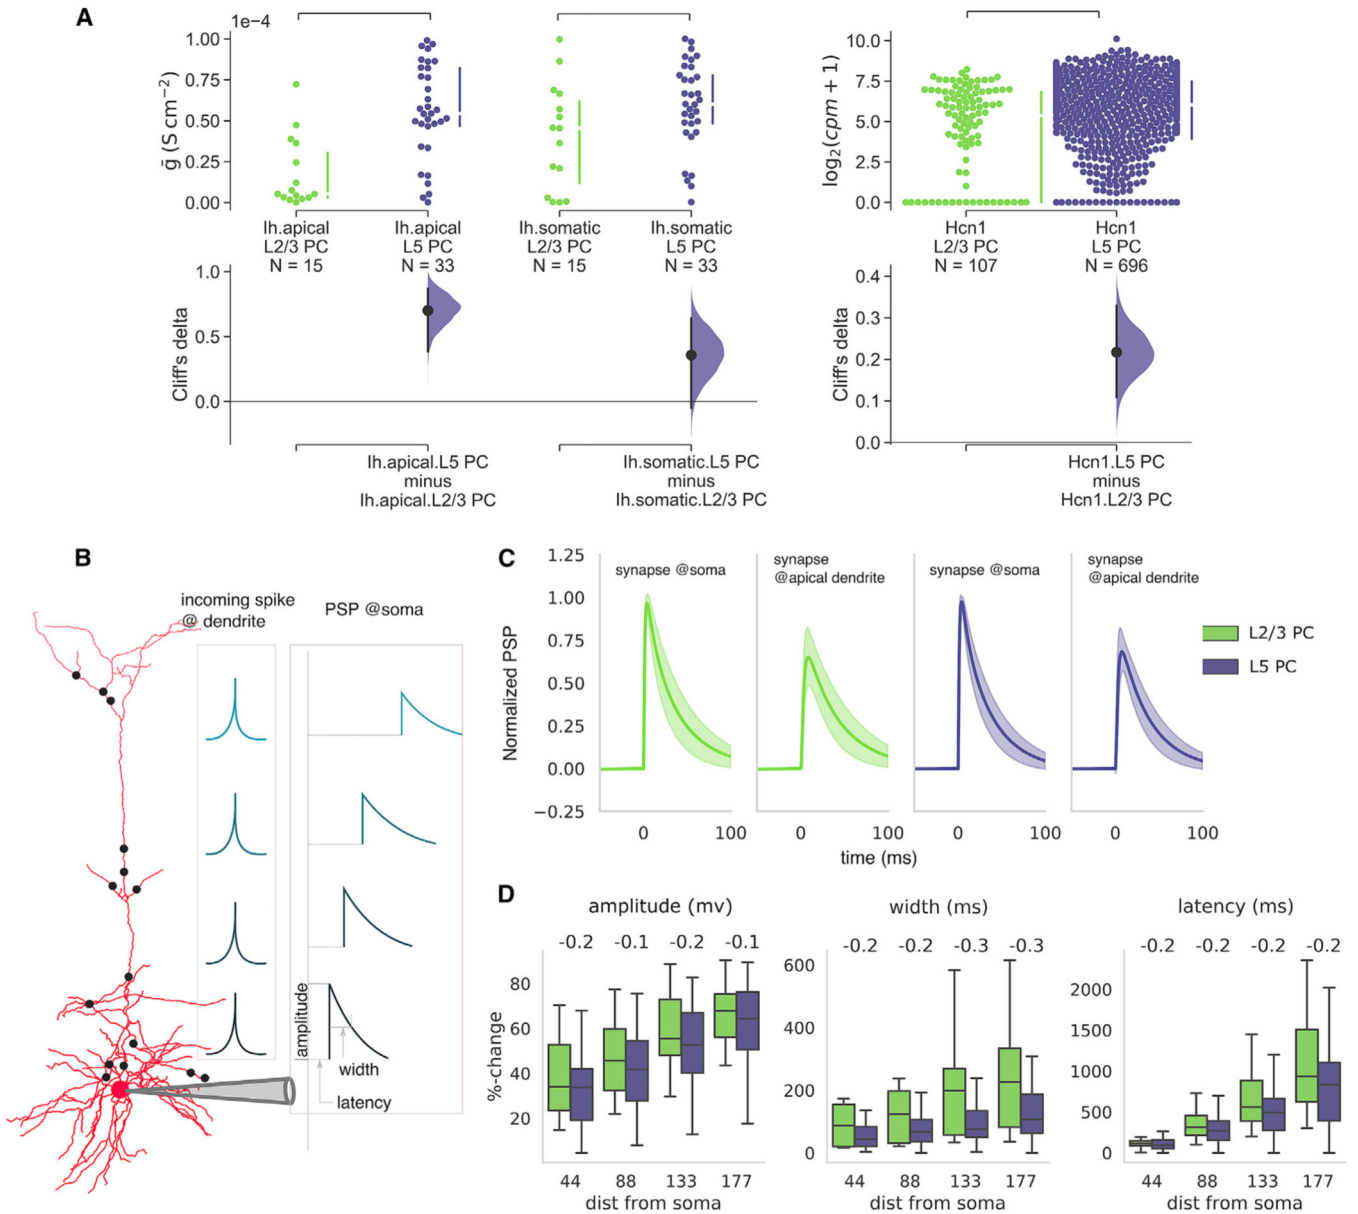 A
1e−4
1.00
0.75
0.50
0.25
0.00
ḡ (S cm⁻²)
Ih.apical
L2/3 PC
N = 15
Ih.apical
L5 PC
N = 33
Ih.somatic
L2/3 PC
N = 15
Ih.somatic
L5 PC
N = 33
10.0
7.5
5.0
2.5
0.0
log₂(cpm + 1)
Hcn1
L2/3 PC
N = 107
Hcn1
L5 PC
N = 696
1.0
0.5
0.0
Cliff's delta
Ih.apical.L5 PC
minus
Ih.apical.L2/3 PC
Ih.somatic.L5 PC
minus
Ih.somatic.L2/3 PC
0.4
0.3
0.2
0.1
0.0
Cliff's delta
Hcn1.L5 PC
minus
Hcn1.L2/3 PC
B
incoming spike
@ dendrite
PSP @soma
amplitude
width
latency
C
1.25
1.00
0.75
0.50
0.25
0.00
−0.25
Normalized PSP
synapse @soma
synapse
@apical dendrite
synapse @soma
synapse
@apical dendrite
0 100
0 100
0 100
0 100
time (ms)
L2/3 PC
L5 PC
D
amplitude (mv)
-0.2 -0.1 -0.2 -0.1
80
60
40
20
%-change
44 88 133 177
dist from soma
width (ms)
-0.2 -0.2 -0.3 -0.3
600
400
200
0
44 88 133 177
dist from soma
latency (ms)
-0.2 -0.2 -0.2 -0.2
2000
1500
1000
500
0
44 88 133 177
dist from soma